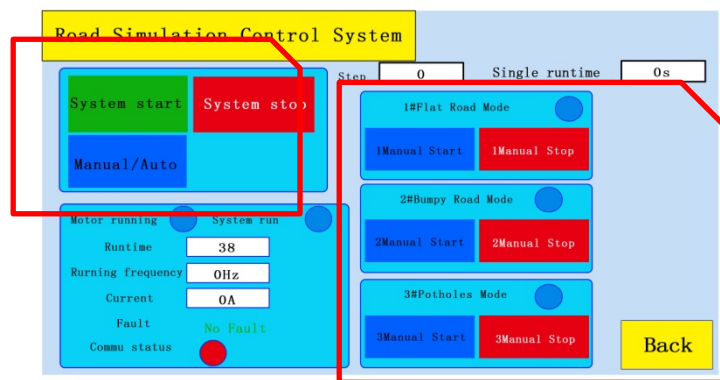 Road Simulation Control System
Step 0 Single runtime 0s
System start System stop
Manual/Auto
Motor running System run
Runtime 38
Rurning frequency 0Hz
Current 0A
Fault No Fault
Commu status
1#Flat Road Mode
1Manual Start 1Manual Stop
2#Bumpy Road Mode
2Manual Start 2Manual Stop
3#Potholes Mode
3Manual Start 3Manual Stop
Back